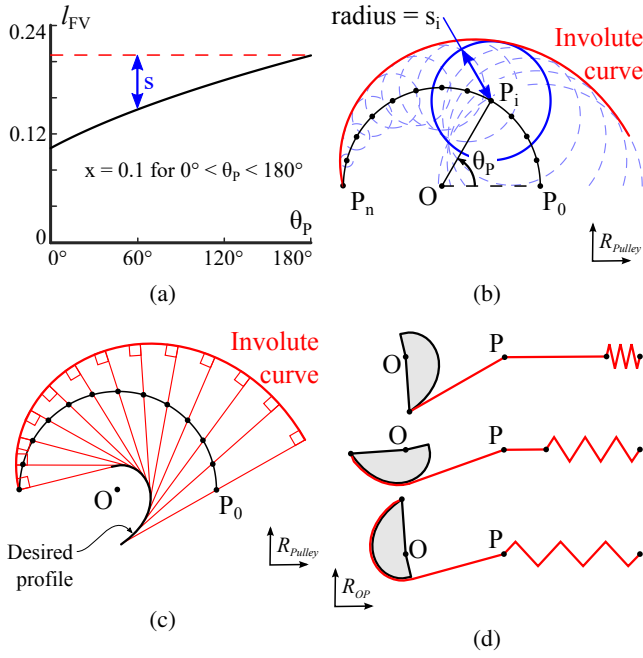 l_FV
0.24
s
0.12
x = 0.1 for 0° < θ_P < 180°
θ_P
0
0° 60° 120° 180°
(a)
radius = s_i
Involute
curve
P_i
θ_P
P_n O P_0
R_Pulley
(b)
Involute
curve
O P_0
Desired
profile
R_Pulley
(c)
O P
O P
O P
R_OP
(d)